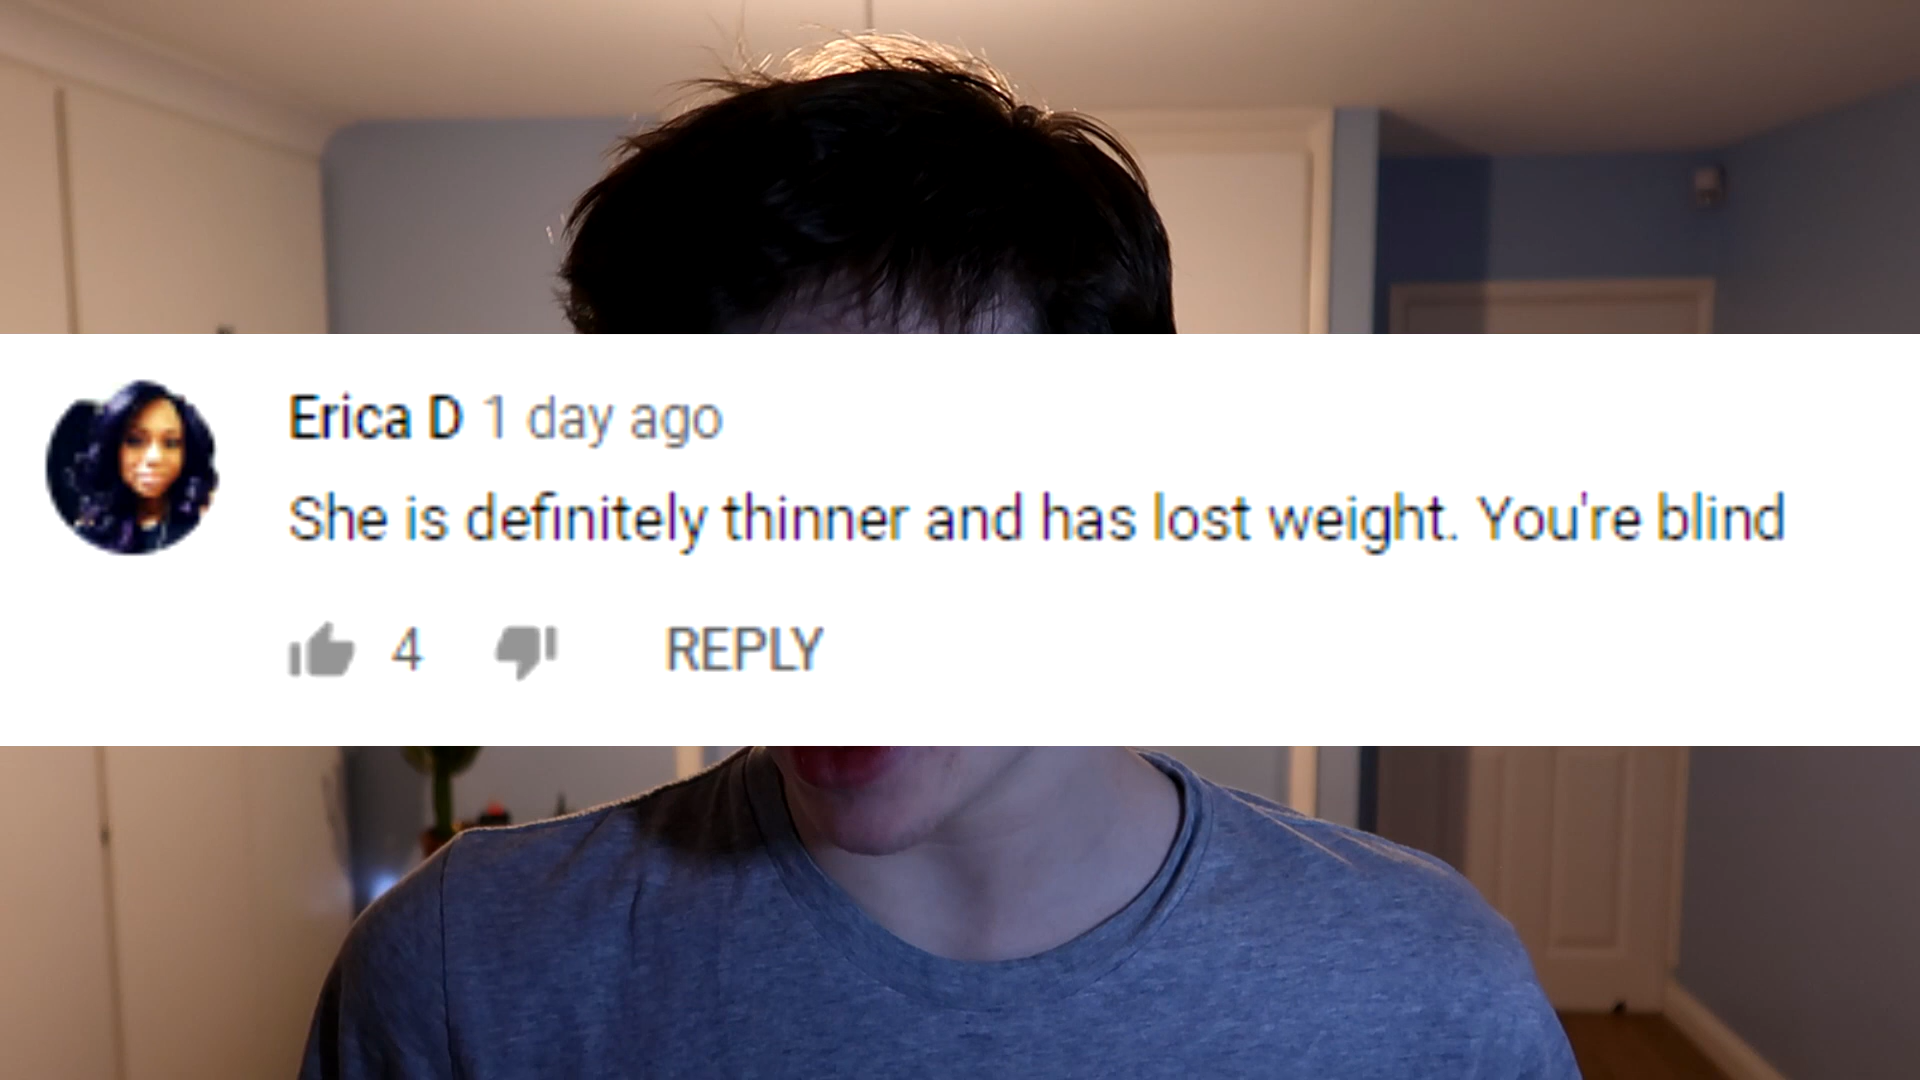 Erica D 1 day ago
She is definitely thinner and has lost weight. You're blind
4 REPLY